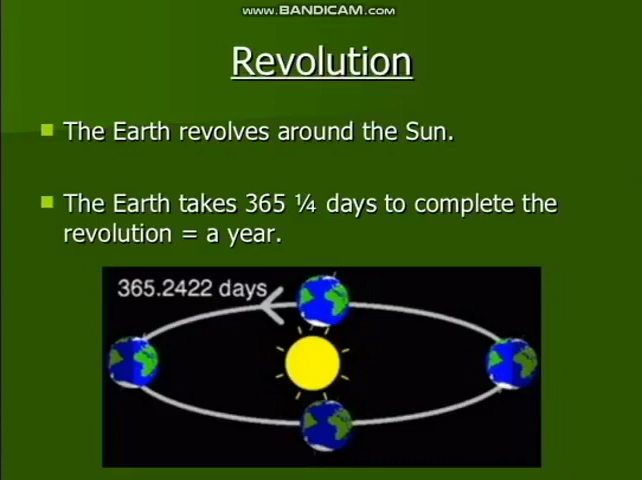 www.BANDICAM.com
Revolution
The Earth revolves around the Sun.
The Earth takes 365 ¼ days to complete the
revolution = a year.
365.2422 days